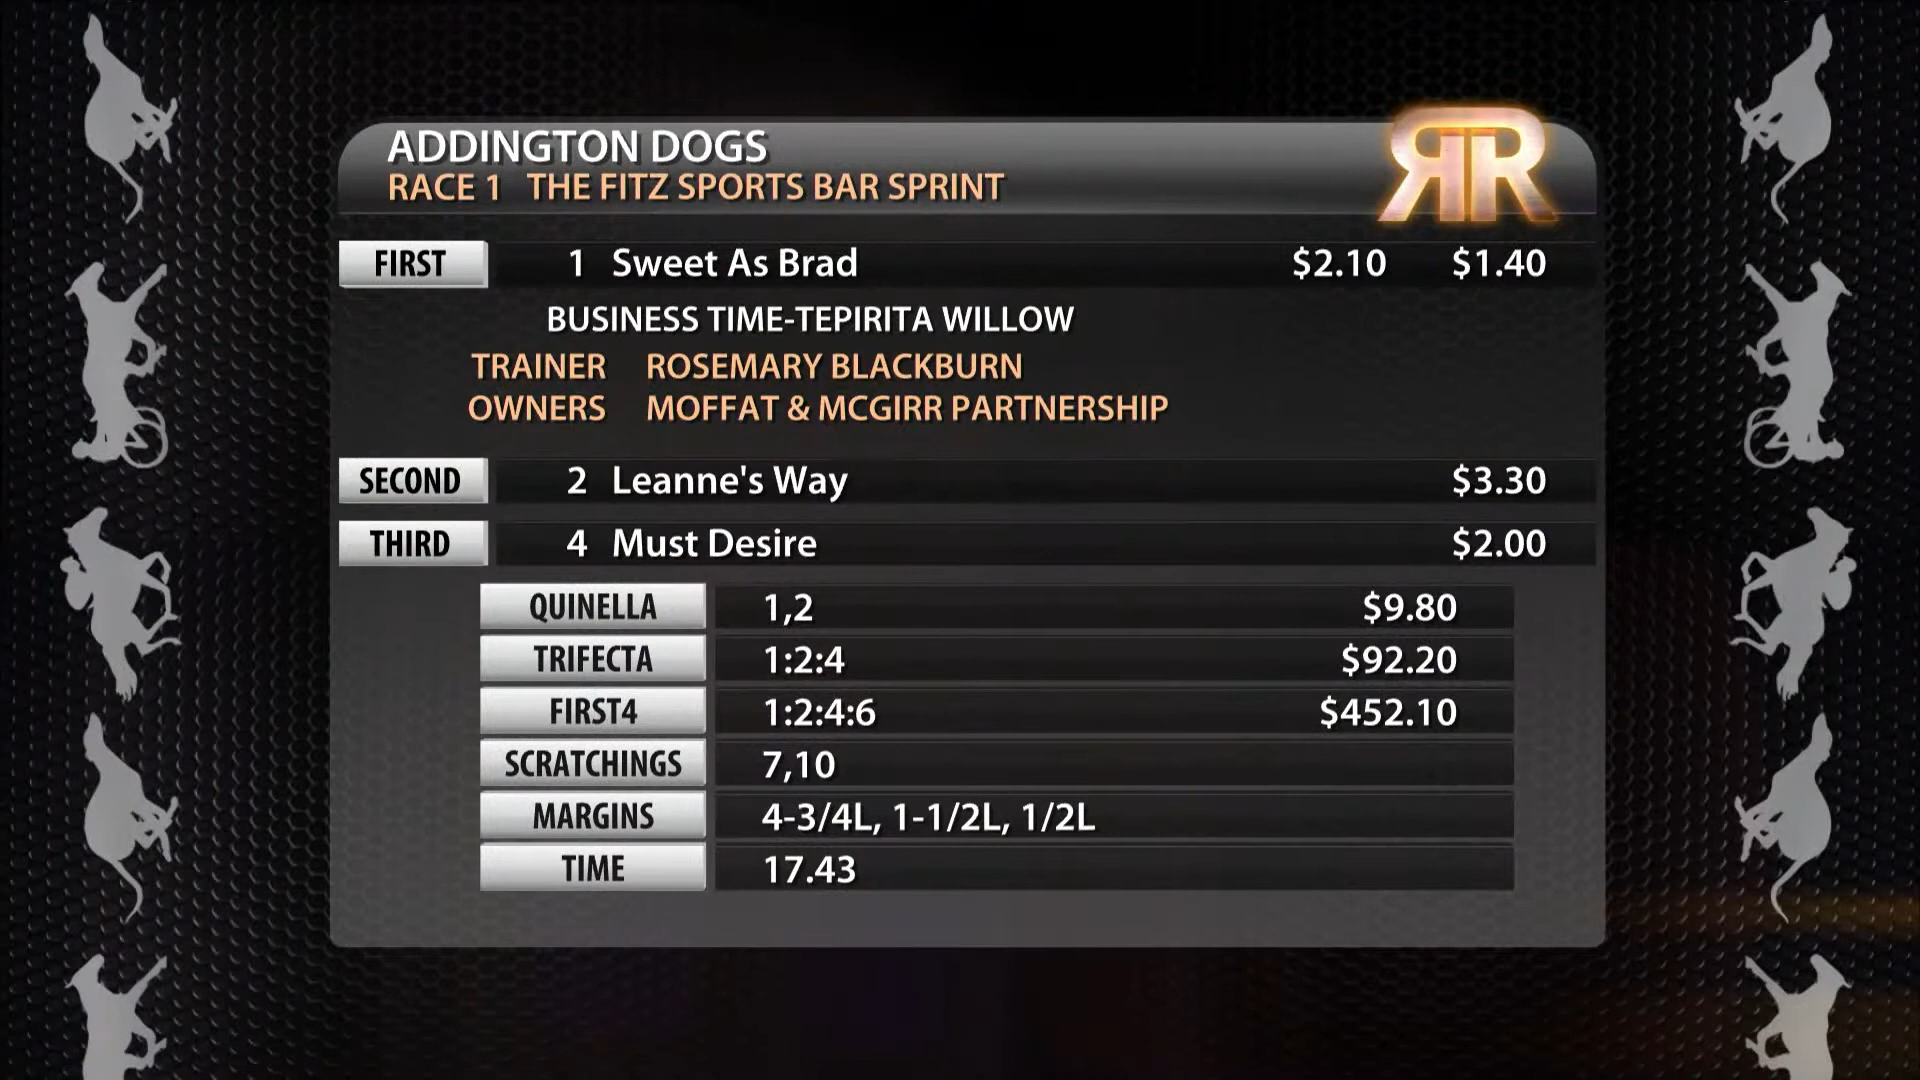 ADDINGTON DOGS
RACE 1 THE FITZ SPORTS BAR SPRINT
RR
FIRST 1 Sweet As Brad $2.10 $1.40
BUSINESS TIME-TEPIRITA WILLOW
TRAINER ROSEMARY BLACKBURN
OWNERS MOFFAT & MCGIRR PARTNERSHIP
SECOND 2 Leanne's Way $3.30
THIRD 4 Must Desire $2.00
QUINELLA 1,2 $9.80
TRIFECTA 1:2:4 $92.20
FIRST4 1:2:4:6 $452.10
SCRATCHINGS 7,10
MARGINS 4-3/4L, 1-1/2L, 1/2L
TIME 17.43